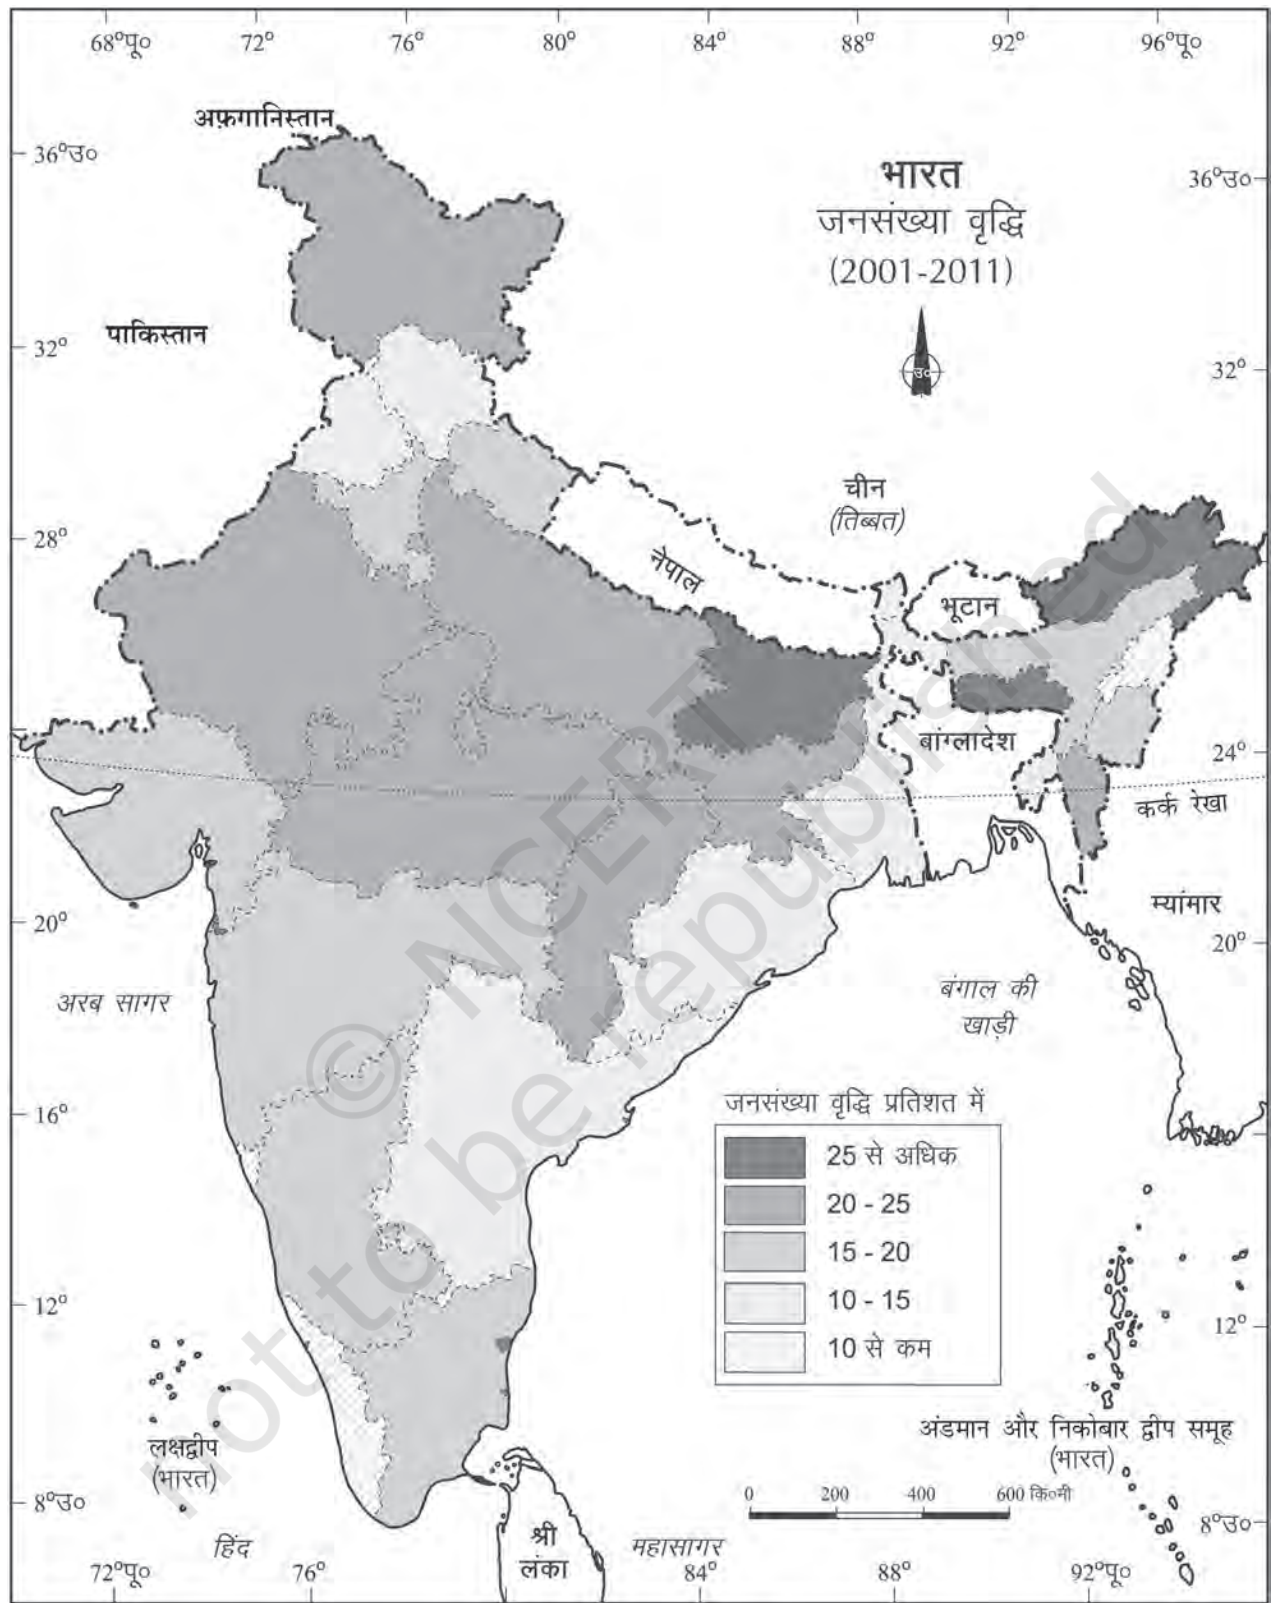 68°पू०
72°
76°
80°
84°
88°
92°
96°पू०
अफ़गानिस्तान
36°उ०
36°उ०
भारत
जनसंख्या वृद्धि
(2001-2011)
पाकिस्तान
32°
उ०
32°
चीन
(तिब्बत)
28°
नेपाल
भूटान
बांग्लादेश
24°
कर्क रेखा
म्यांमार
20°
20°
अरब सागर
बंगाल की
खाड़ी
16°
जनसंख्या वृद्धि प्रतिशत में
25 से अधिक
20 - 25
15 - 20
10 - 15
10 से कम
12°
12°
लक्षद्वीप
(भारत)
अंडमान और निकोबार द्वीप समूह
(भारत)
0 200 400 600 कि०मी
8°उ०
8°उ०
हिंद
श्री
लंका
महासागर
72°पू०
76°
84°
88°
92°पू०
© NCERT
not to be republished